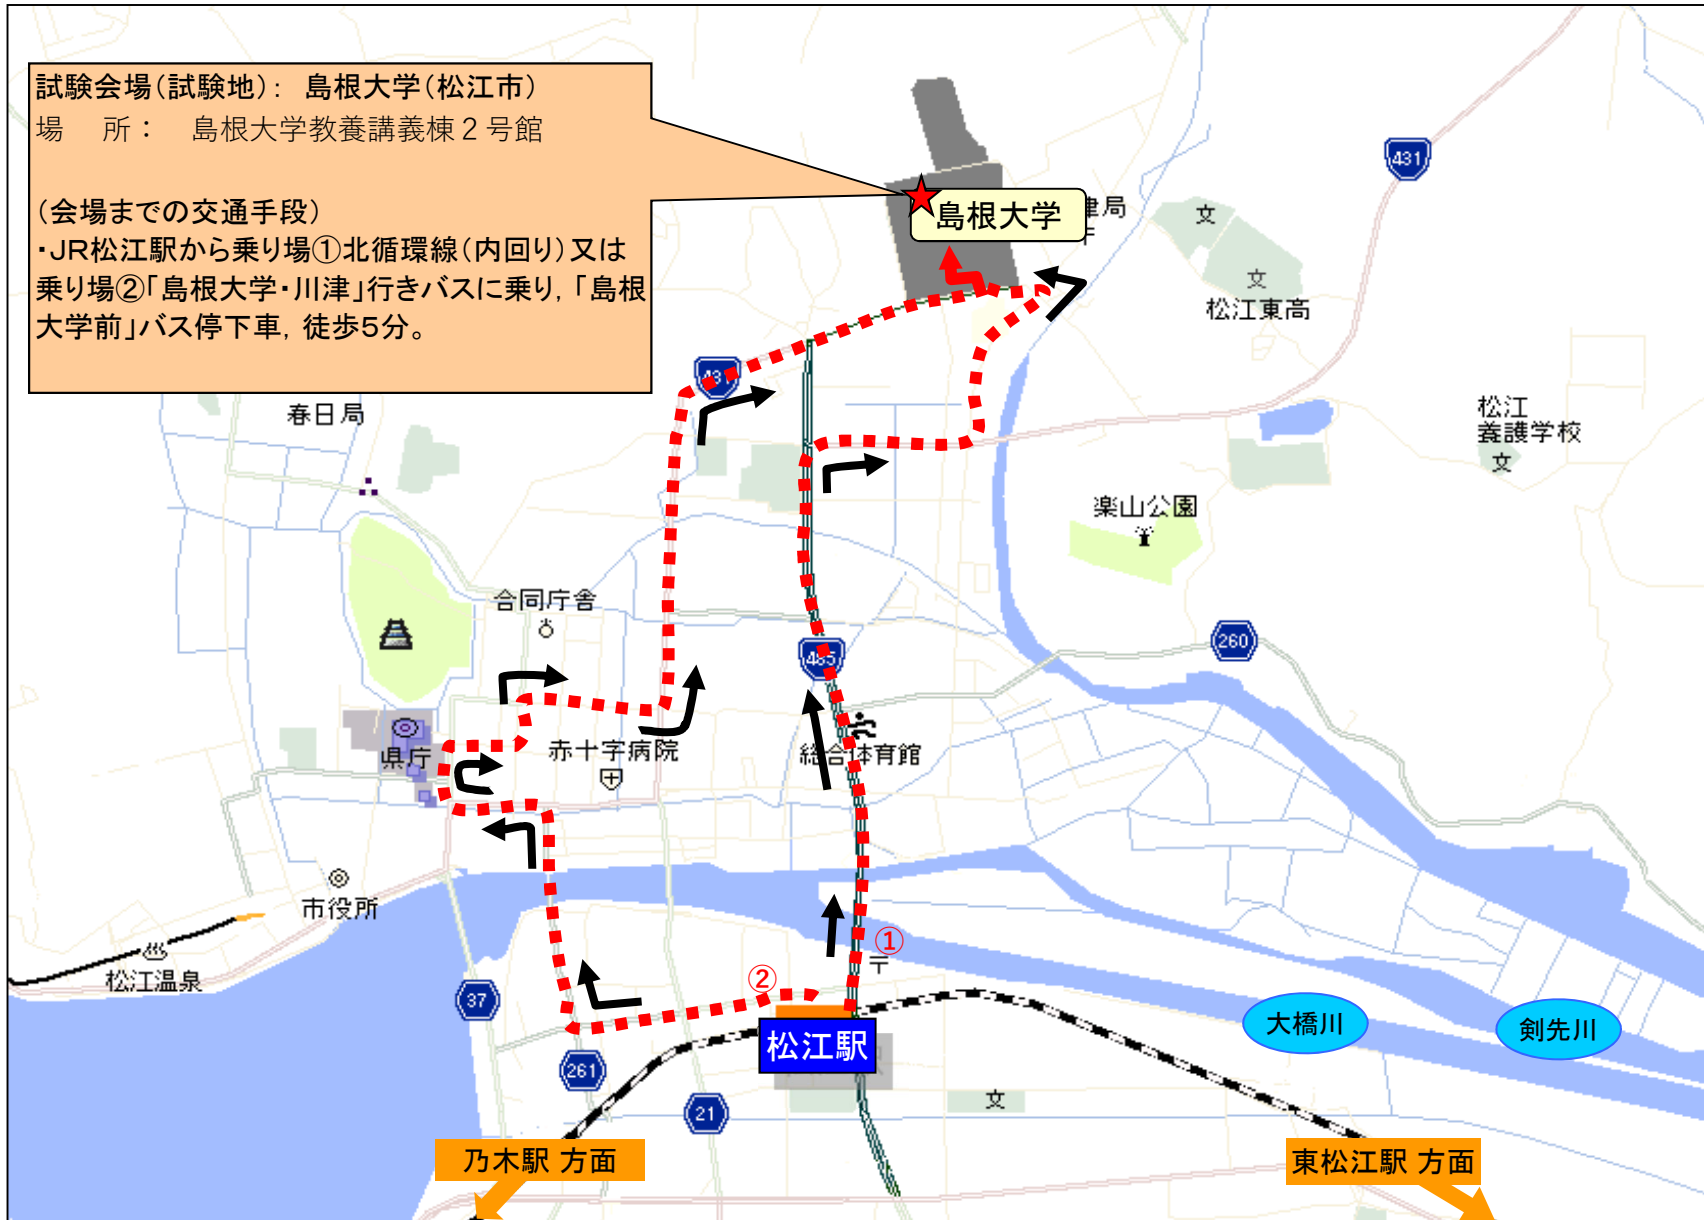 試験会場(試験地): 島根大学(松江市)
場 所: 島根大学教養講義棟2号館
(会場までの交通手段)
・JR松江駅から乗り場①北循環線(内回り)又は
乗り場②「島根大学・川津」行きバスに乗り,「島根
大学前」バス停下車,徒歩5分。
島根大学
津局
〒
431
文
文
松江東高
431
春日局
松江
養護学校
文
楽山公園
合同庁舎
260
485
県庁
赤十字病院
総合体育館
市役所
松江温泉
①
〒
②
37
松江駅
大橋川
剣先川
261
21
文
乃木駅 方面
東松江駅 方面